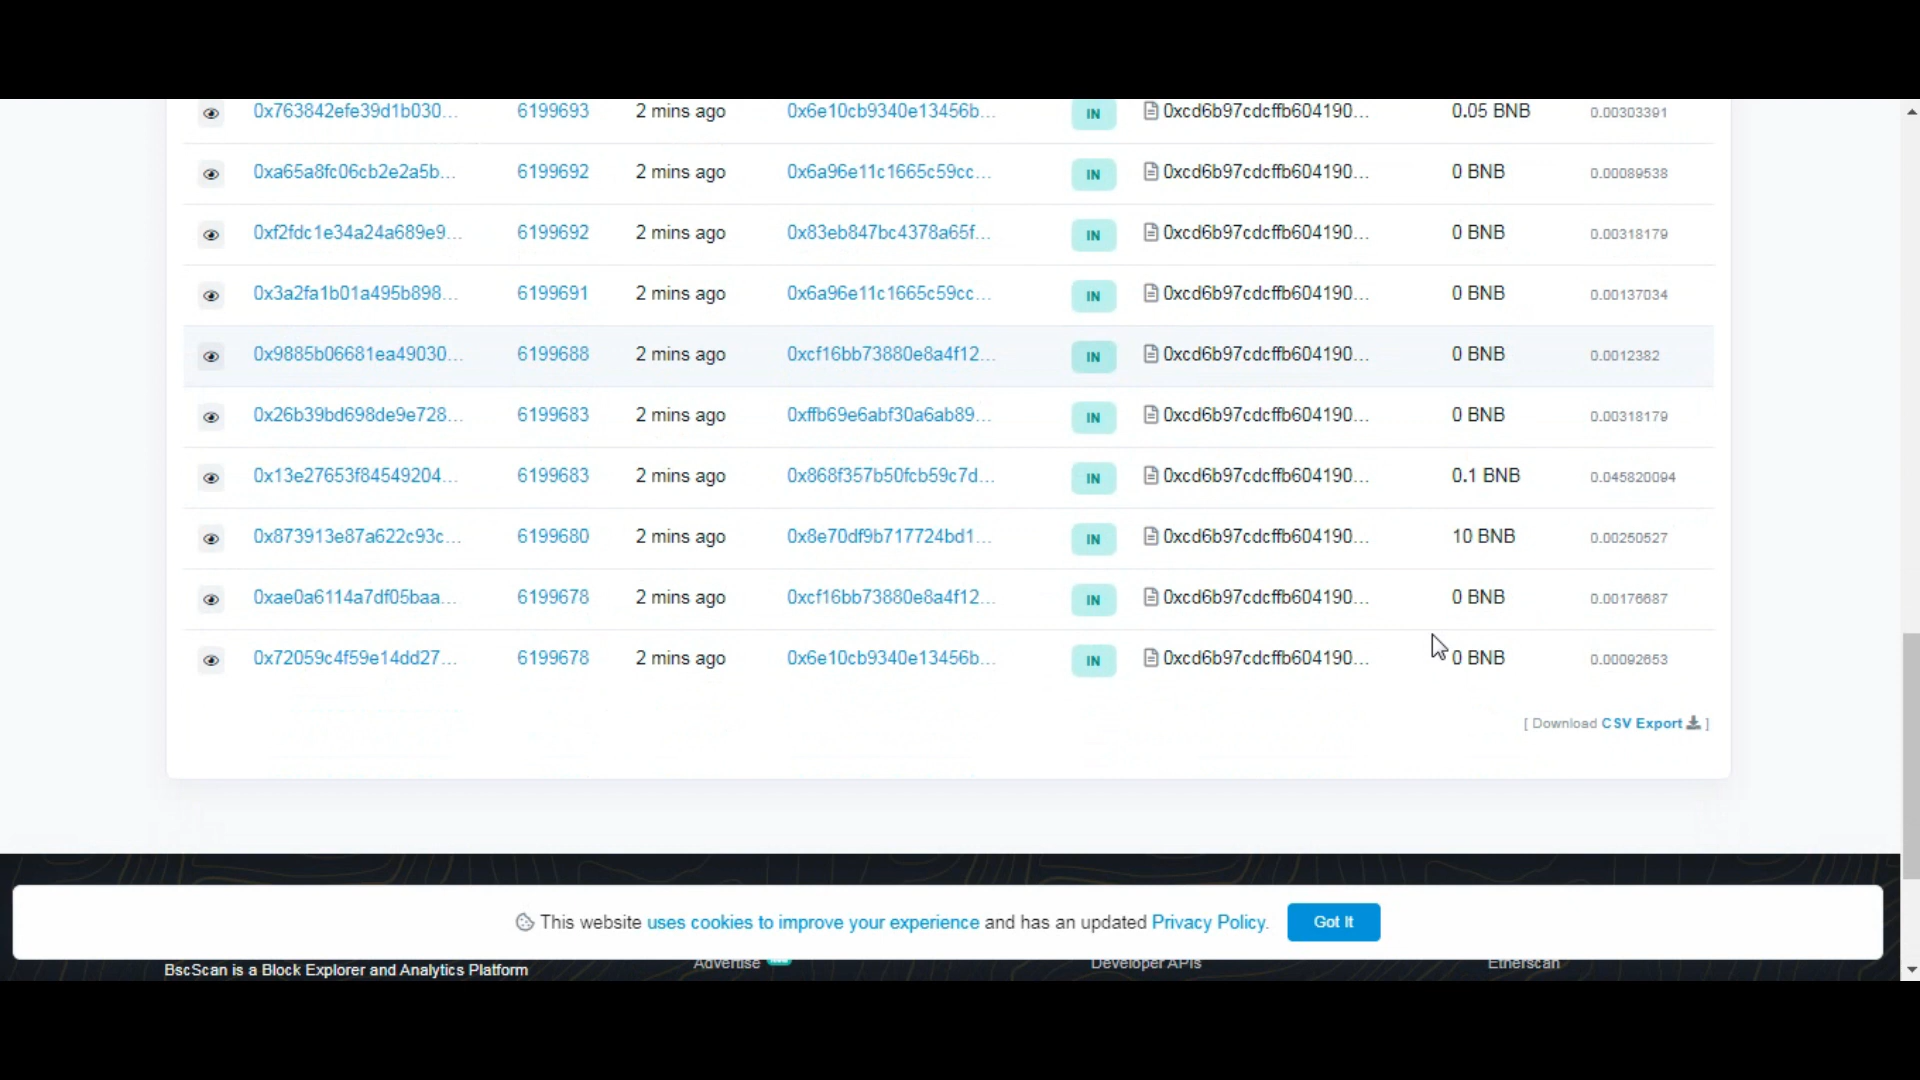 0x763842efe39d1b030... 6199693 2 mins ago 0x6e10cb9340e13456b... IN 0xcd6b97cdcffb604190... 0.05 BNB 0.00303391
0xa65a8fc06cb2e2a5b... 6199692 2 mins ago 0x6a96e11c1665c59cc... IN 0xcd6b97cdcffb604190... 0 BNB 0.00089538
0xf2fdc1e34a24a689e9... 6199692 2 mins ago 0x83eb847bc4378a65f... IN 0xcd6b97cdcffb604190... 0 BNB 0.00318179
0x3a2fa1b01a495b898... 6199691 2 mins ago 0x6a96e11c1665c59cc... IN 0xcd6b97cdcffb604190... 0 BNB 0.00137034
0x9885b06681ea49030... 6199688 2 mins ago 0xcf16bb73880e8a4f12... IN 0xcd6b97cdcffb604190... 0 BNB 0.0012382
0x26b39bd698de9e728... 6199683 2 mins ago 0xffb69e6abf30a6ab89... IN 0xcd6b97cdcffb604190... 0 BNB 0.00318179
0x13e27653f84549204... 6199683 2 mins ago 0x868f357b50fcb59c7d... IN 0xcd6b97cdcffb604190... 0.1 BNB 0.045820094
0x873913e87a622c93c... 6199680 2 mins ago 0x8e70df9b717724bd1... IN 0xcd6b97cdcffb604190... 10 BNB 0.00250527
0xae0a6114a7df05baa... 6199678 2 mins ago 0xcf16bb73880e8a4f12... IN 0xcd6b97cdcffb604190... 0 BNB 0.00176687
0x72059c4f59e14dd27... 6199678 2 mins ago 0x6e10cb9340e13456b... IN 0xcd6b97cdcffb604190... 0 BNB 0.00092653
[ Download CSV Export ]
This website uses cookies to improve your experience and has an updated Privacy Policy. Got It
BscScan is a Block Explorer and Analytics Platform Advertise Developer APIs Etherscan